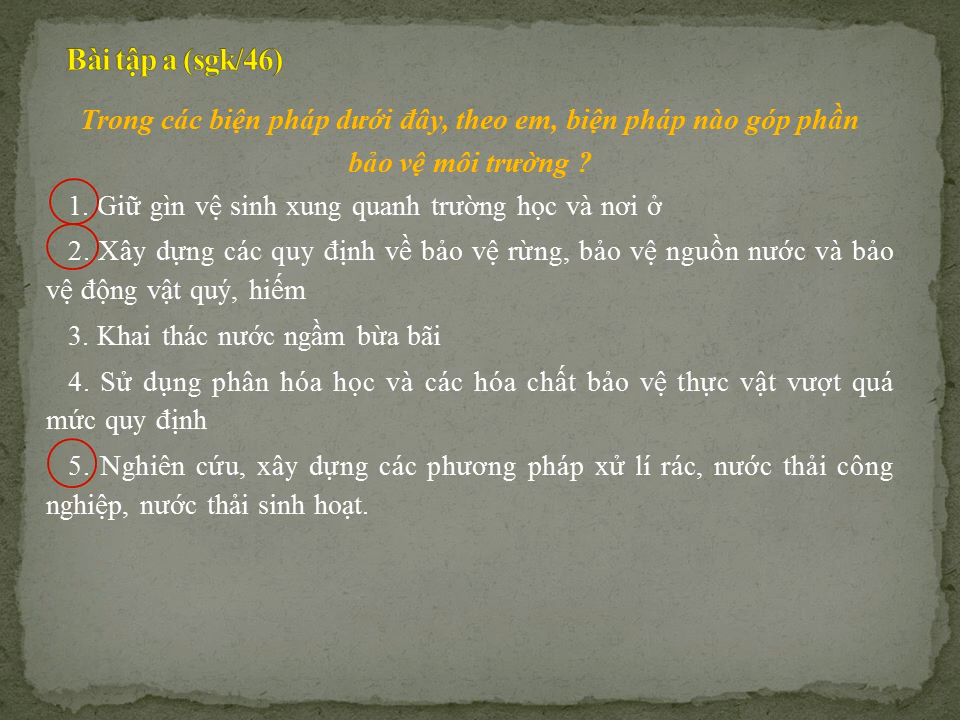 Bài tập a (sgk/46)
Trong các biện pháp dưới đây, theo em, biện pháp nào góp phần
bảo vệ môi trường ?
1. Giữ gìn vệ sinh xung quanh trường học và nơi ở
2. Xây dựng các quy định về bảo vệ rừng, bảo vệ nguồn nước và bảo
vệ động vật quý, hiếm
3. Khai thác nước ngầm bừa bãi
4. Sử dụng phân hóa học và các hóa chất bảo vệ thực vật vượt quá
mức quy định
5. Nghiên cứu, xây dựng các phương pháp xử lí rác, nước thải công
nghiệp, nước thải sinh hoạt.